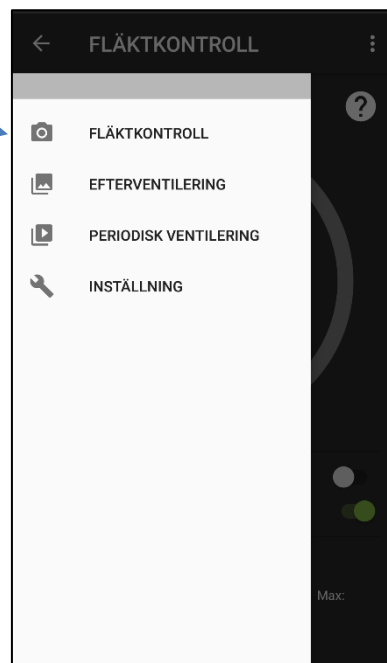 FLÄKTKONTROLL
FLÄKTKONTROLL
EFTERVENTILERING
PERIODISK VENTILERING
INSTÄLLNING
Max: